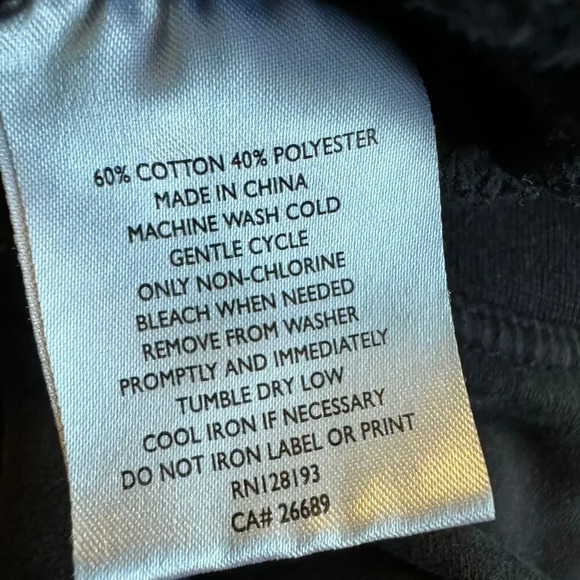 60% COTTON 40% POLYESTER
MADE IN CHINA
MACHINE WASH COLD
GENTLE CYCLE
ONLY NON-CHLORINE
BLEACH WHEN NEEDED
REMOVE FROM WASHER
PROMPTLY AND IMMEDIATELY
TUMBLE DRY LOW
COOL IRON IF NECESSARY
DO NOT IRON LABEL OR PRINT
RN128193
CA# 26689